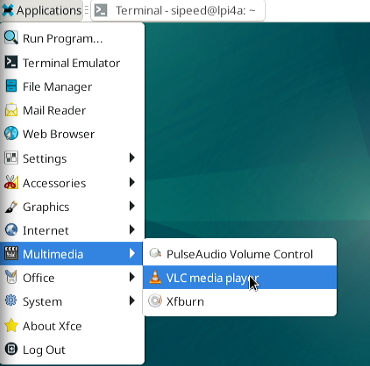 Applications
Terminal - sipeed@lpi4a: ~
Run Program...
Terminal Emulator
File Manager
Mail Reader
Web Browser
Settings
Accessories
Graphics
Internet
Multimedia
PulseAudio Volume Control
VLC media player
Xfburn
Office
System
About Xfce
Log Out